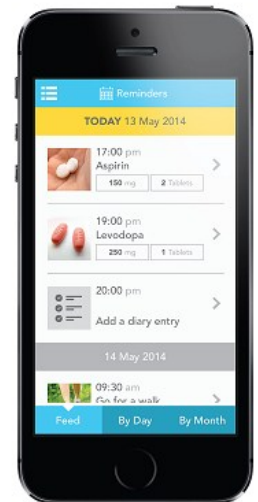 Reminders
TODAY 13 May 2014
17:00 pm
Aspirin
150 mg 2 Tablets
19:00 pm
Levodopa
250 mg 1 Tablets
20:00 pm
Add a diary entry
14 May 2014
09:30 am
Go for a walk
Feed By Day By Month